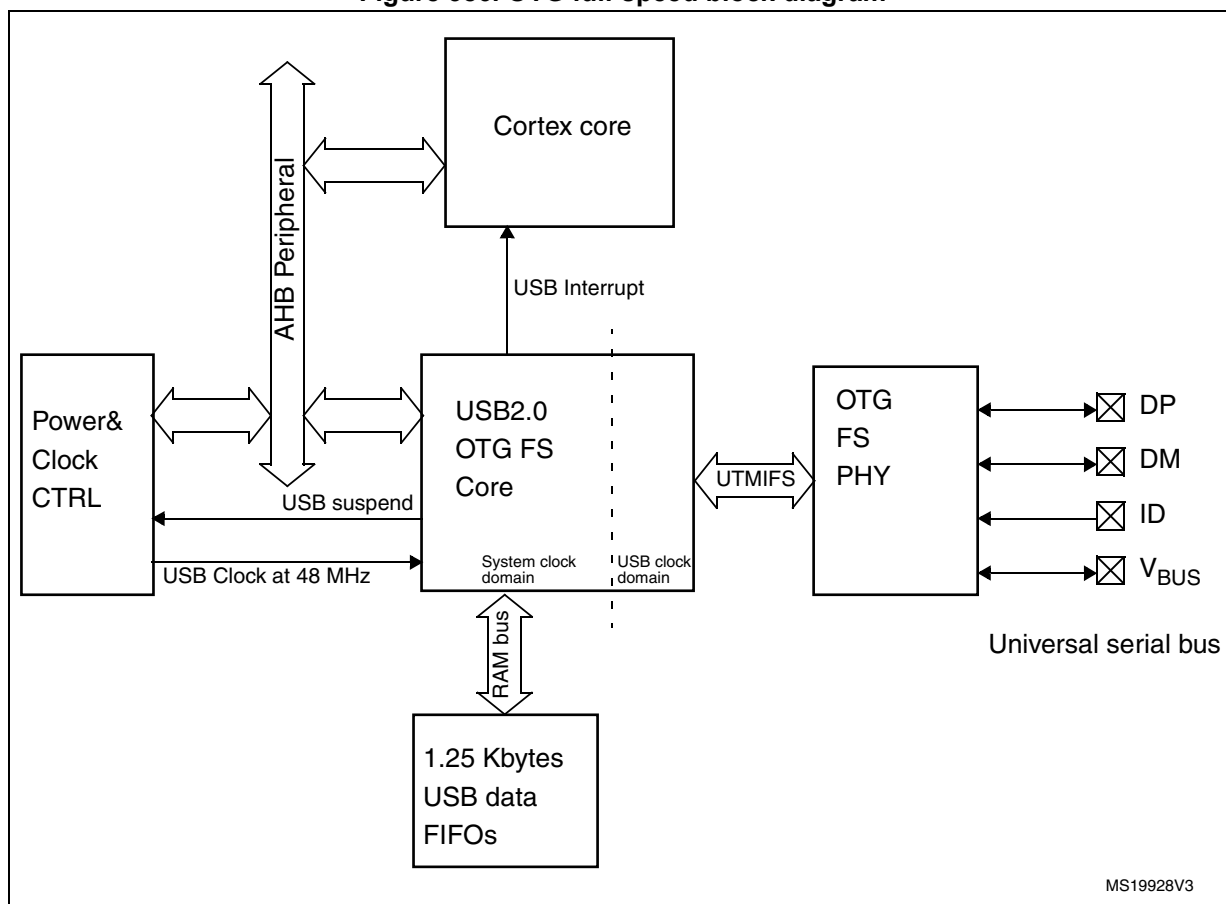 Cortex core
AHB Peripheral
USB Interrupt
Power&
Clock
CTRL
USB2.0
OTG FS
Core
OTG
FS
PHY
DP
DM
ID
VBUS
UTMIFS
USB suspend
USB Clock at 48 MHz
System clock
domain
USB clock
domain
Universal serial bus
RAM bus
1.25 Kbytes
USB data
FIFOs
MS19928V3